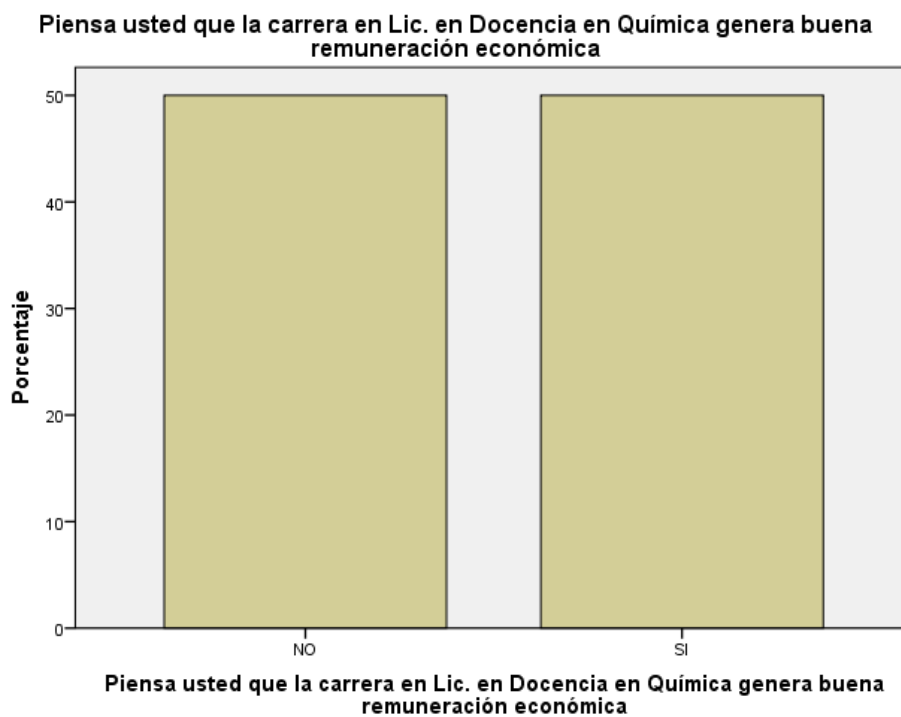 Piensa usted que la carrera en Lic. en Docencia en Química genera buena
remuneración económica
Porcentaje
50
40
30
20
10
0
NO
SI
Piensa usted que la carrera en Lic. en Docencia en Química genera buena
remuneración económica